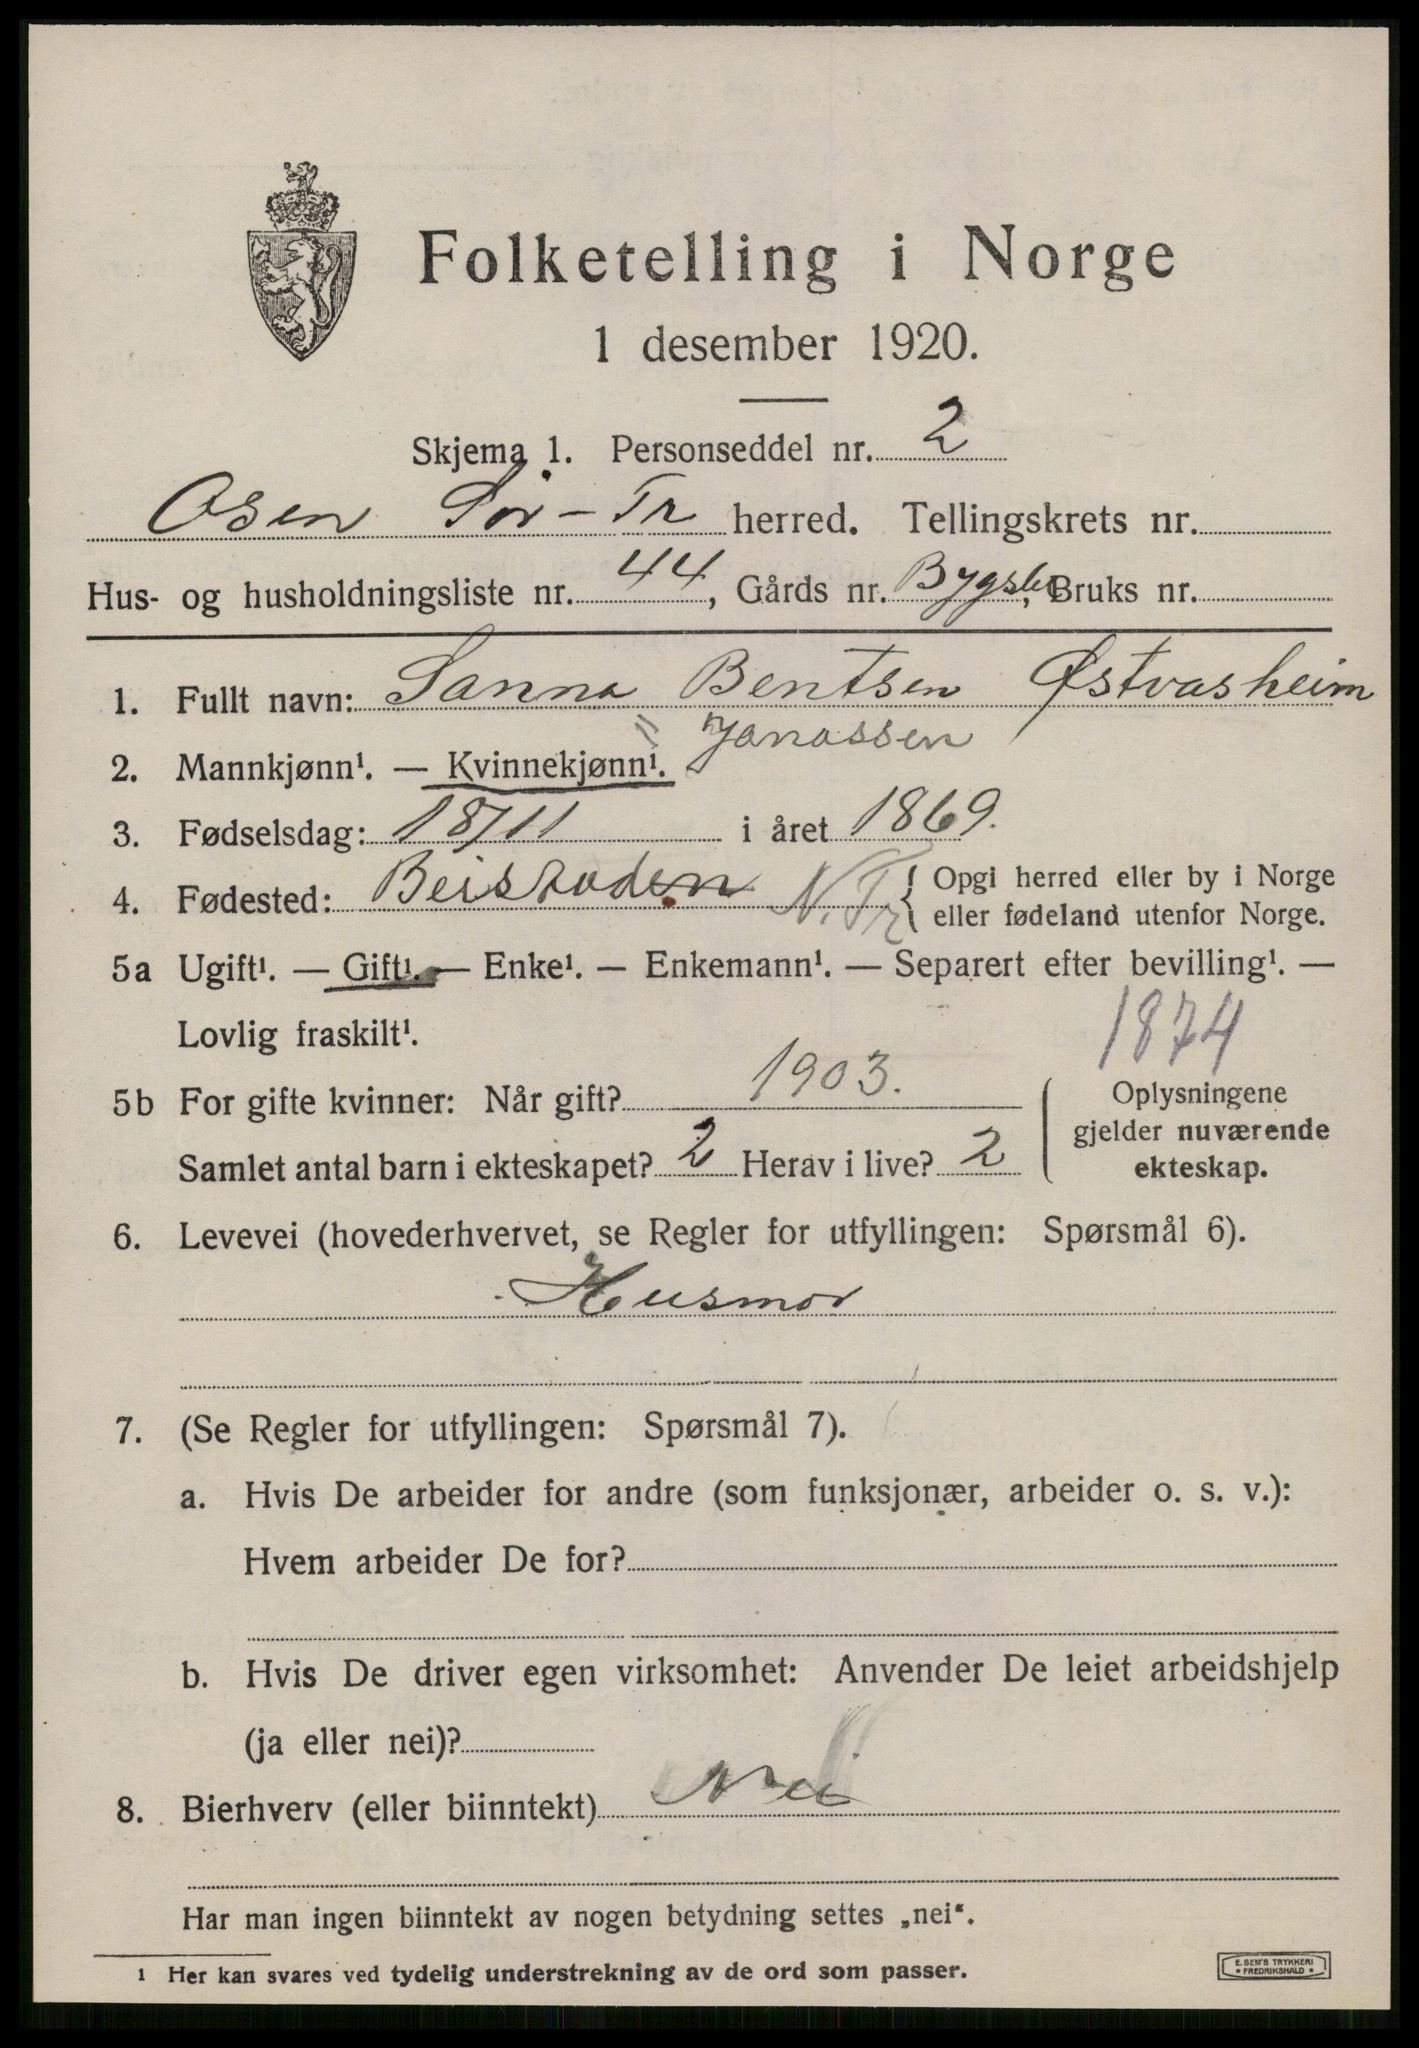 Folketelling i Norge
1 desember 1920.
Skjema 1. Personseddel nr. 2
Osen Sør-Tr herred. Tellingskrets nr.
Hus- og husholdningsliste nr. 44, Gårds nr. Bygsler, Bruks nr.
1. Fullt navn: Sanna Bentsen Østvasheim
" Jonassen
2. Mannkjønn¹. — Kvinnekjønn¹.
3. Fødselsdag: 18/11 i året 1869.
4. Fødested: Beistaden N.Tr { Opgi herred eller by i Norge
eller fødeland utenfor Norge.
5a Ugift¹. — Gift¹. — Enke¹. — Enkemann¹. — Separert efter bevilling¹. —
Lovlig fraskilt¹.
1874
5b For gifte kvinner: Når gift? 1903.
Samlet antal barn i ekteskapet? 2 Herav i live? 2
Oplysningene
gjelder nuværende
ekteskap.
6. Levevei (hovederhvervet, se Regler for utfyllingen: Spørsmål 6).
Husmor
7. (Se Regler for utfyllingen: Spørsmål 7).
a. Hvis De arbeider for andre (som funksjonær, arbeider o. s. v.):
Hvem arbeider De for?
b. Hvis De driver egen virksomhet: Anvender De leiet arbeidshjelp
(ja eller nei)?
8. Bierhverv (eller biinntekt) Nei
Har man ingen biinntekt av nogen betydning settes „nei“.
1 Her kan svares ved tydelig understrekning av de ord som passer.
E. SEM'S TRYKKERI
• FREDRIKSHALD •